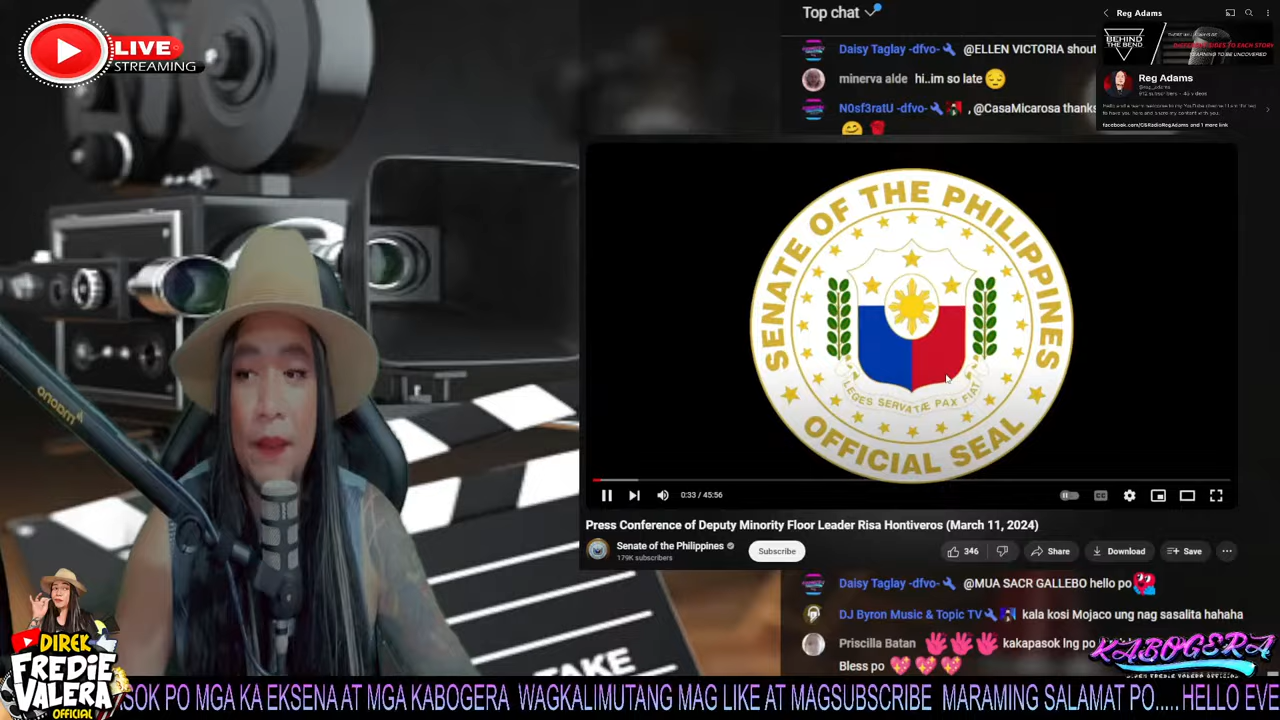 LIVE
STREAMING
maono
Top chat
Daisy Taglay -dfvo- @ELLEN VICTORIA shout
minerva alde hi..im so late
N0sf3ratU -dfvo- , @CasaMicarosa thanks
Reg Adams
BEHIND
THE BEND
Reg Adams
SENATE OF THE PHILIPPINES
LEGES SERVATÆ PAX FIAT
OFFICIAL SEAL
0:33 / 45:56
CC
Press Conference of Deputy Minority Floor Leader Risa Hontiveros (March 11, 2024)
Senate of the Philippines
179K subscribers
Subscribe
346
Share
Download
Save
Daisy Taglay -dfvo- @MUA SACR GALLEBO hello po
DJ Byron Music & Topic TV kala kosi Mojaco ung nag sasalita hahaha
Priscilla Batan kakapasok lng po
Bless po
KABOGERA
TAKE
DIREK
FREDIE
VALERA
OFFICIAL
SOK PO MGA KA EKSENA AT MGA KABOGERA WAGKALIMUTANG MAG LIKE AT MAGSUBSCRIBE MARAMING SALAMAT PO..... HELLO EVE